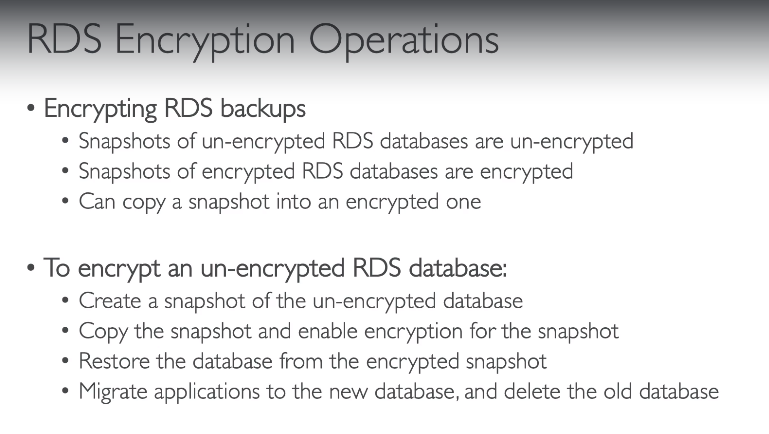 RDS Encryption Operations
• Encrypting RDS backups
• Snapshots of un-encrypted RDS databases are un-encrypted
• Snapshots of encrypted RDS databases are encrypted
• Can copy a snapshot into an encrypted one
• To encrypt an un-encrypted RDS database:
• Create a snapshot of the un-encrypted database
• Copy the snapshot and enable encryption for the snapshot
• Restore the database from the encrypted snapshot
• Migrate applications to the new database, and delete the old database